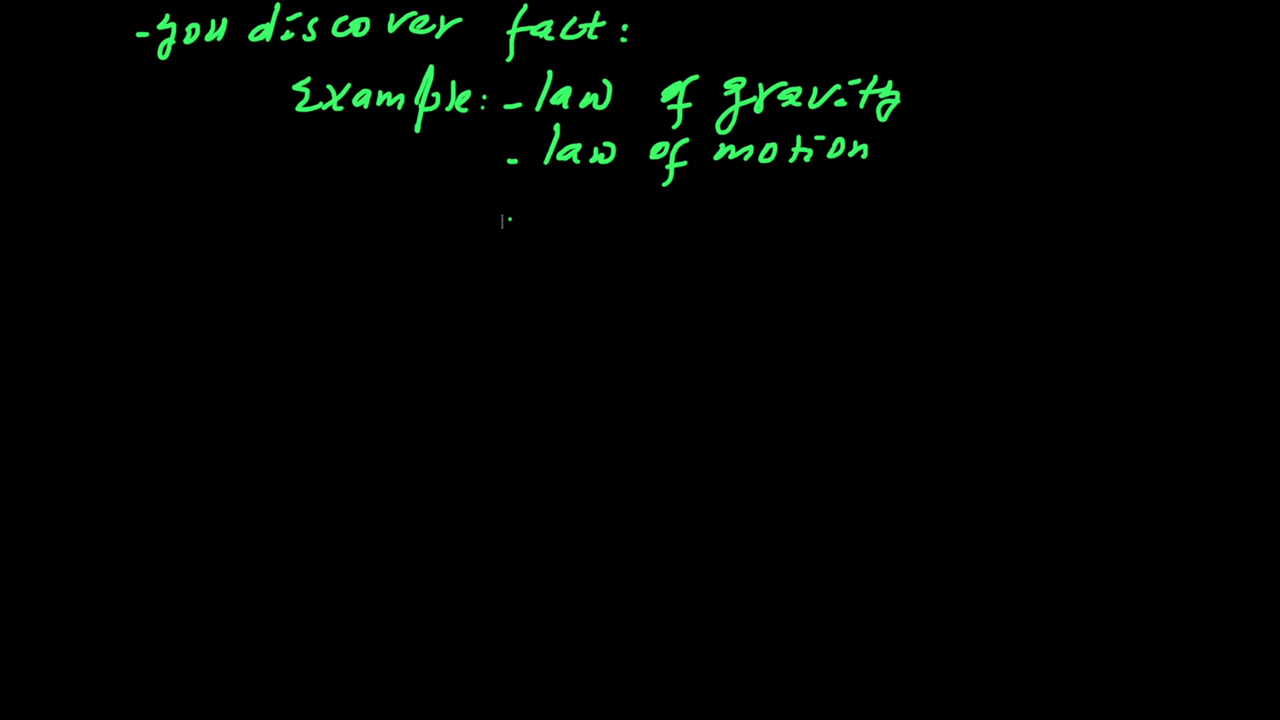 -you discover fact:
Example: - law of gravity
- law of motion